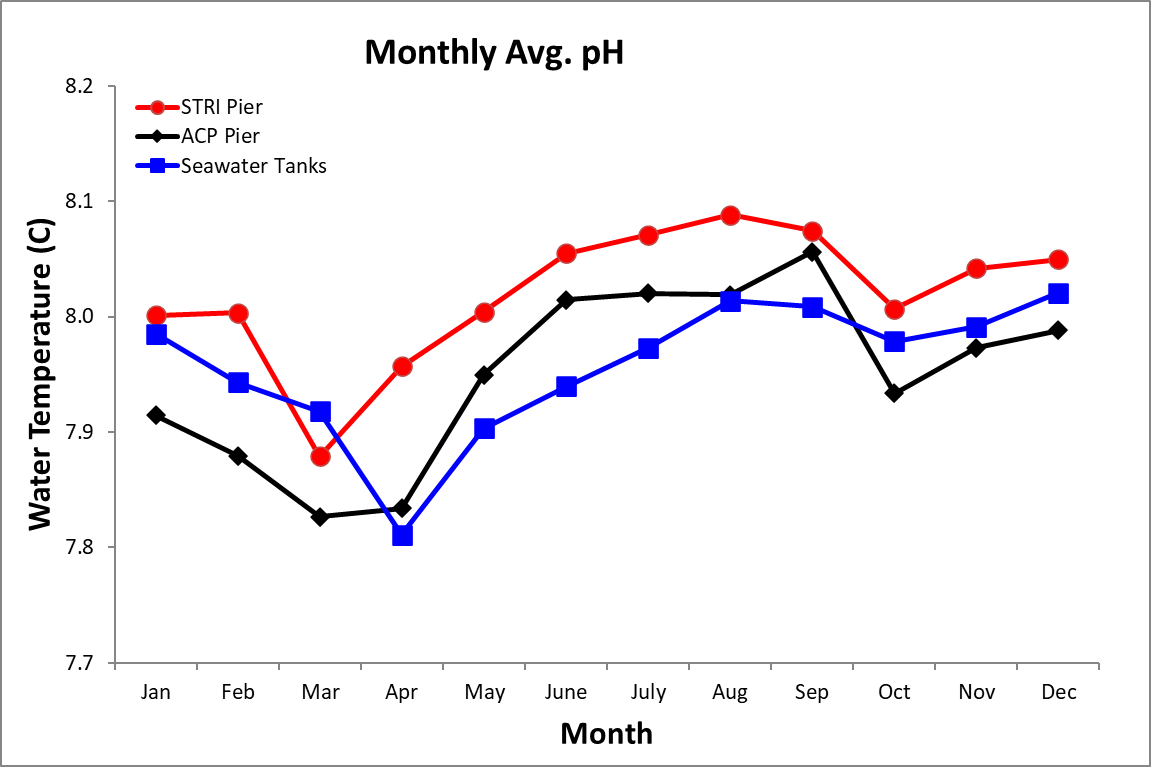 Monthly Avg. pH
8.2
8.1
8.0
7.9
7.8
7.7
Water Temperature (C)
STRI Pier
ACP Pier
Seawater Tanks
Jan Feb Mar Apr May June July Aug Sep Oct Nov Dec
Month